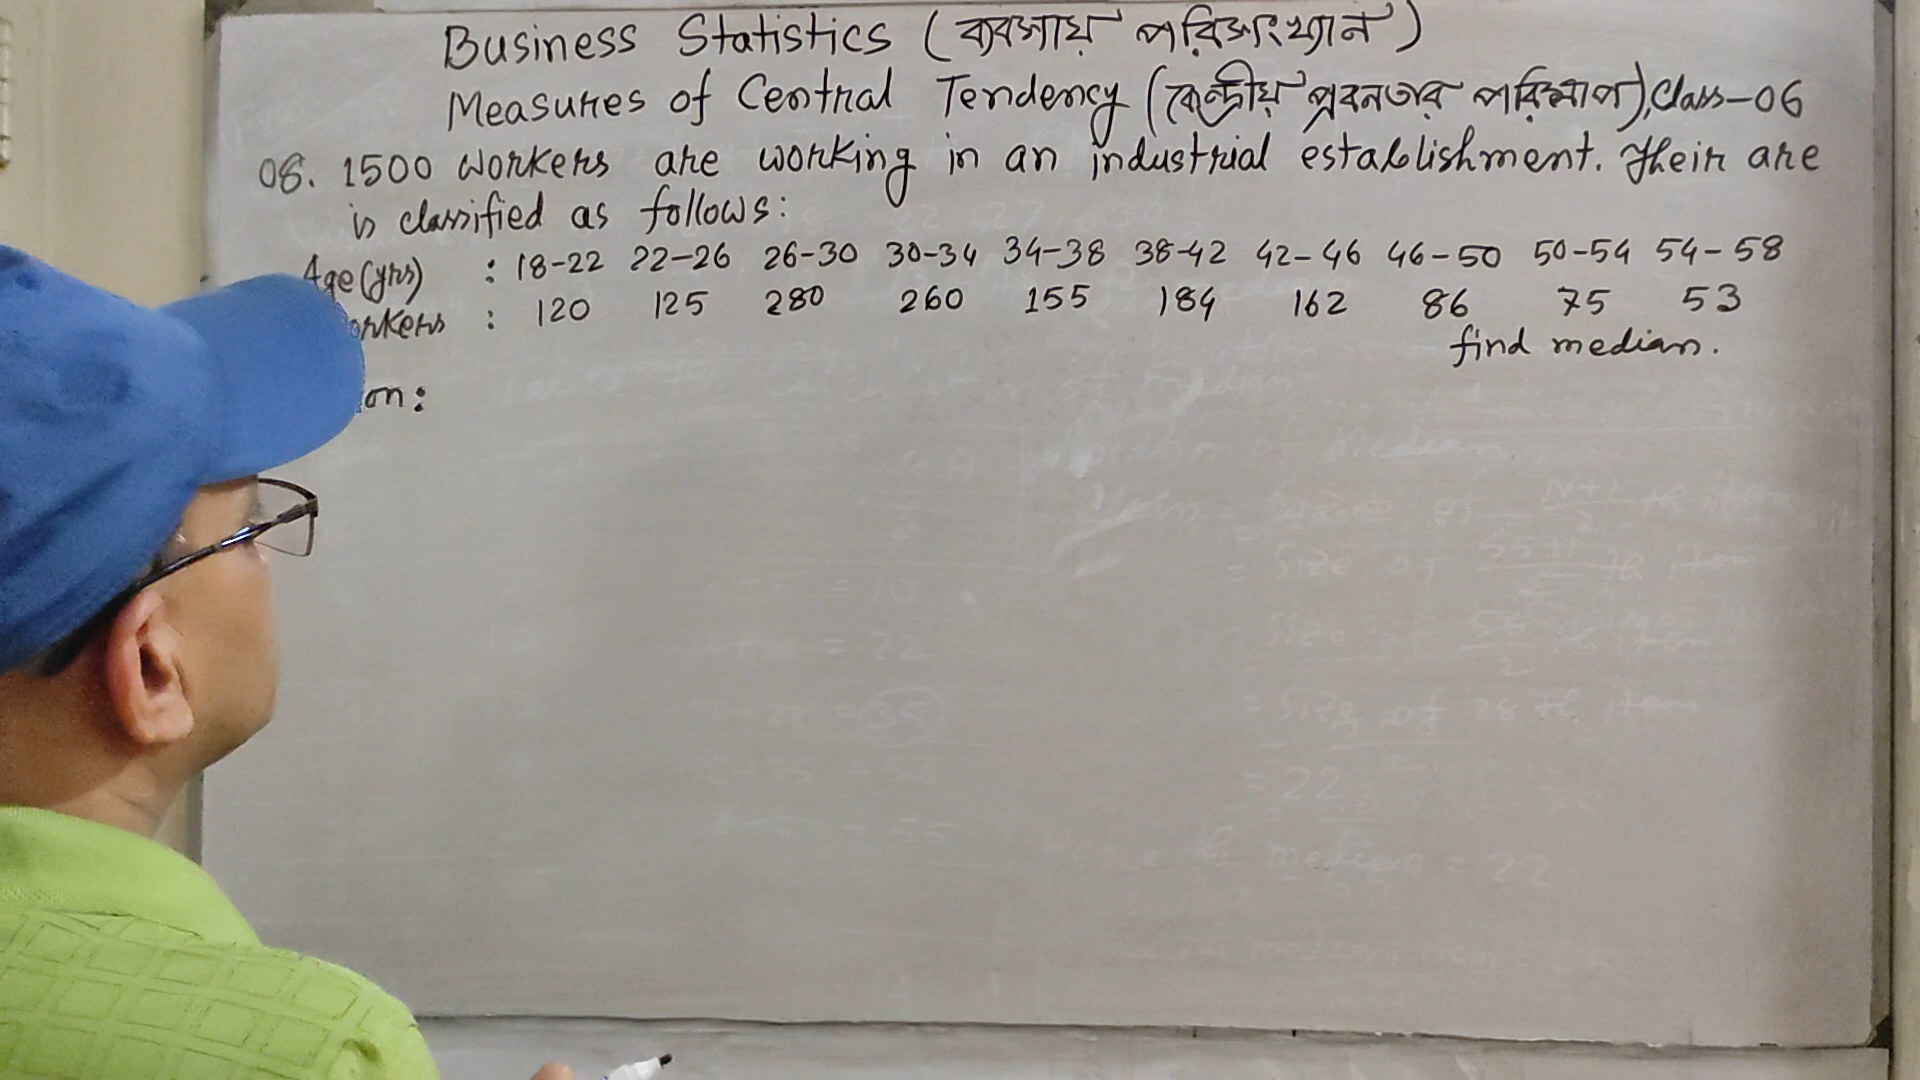 Business Statistics (ব্যবসায় পরিসংখ্যান)
Measures of Central Tendency (কেন্দ্রীয় প্রবনতার পরিমাপ), Class-06
08. 1500 workers are working in an industrial establishment. Their are
is classified as follows:
Age (yrs) : 18-22 22-26 26-30 30-34 34-38 38-42 42-46 46-50 50-54 54-58
orkers : 120 125 280 260 155 184 162 86 75 53
find median.
on: